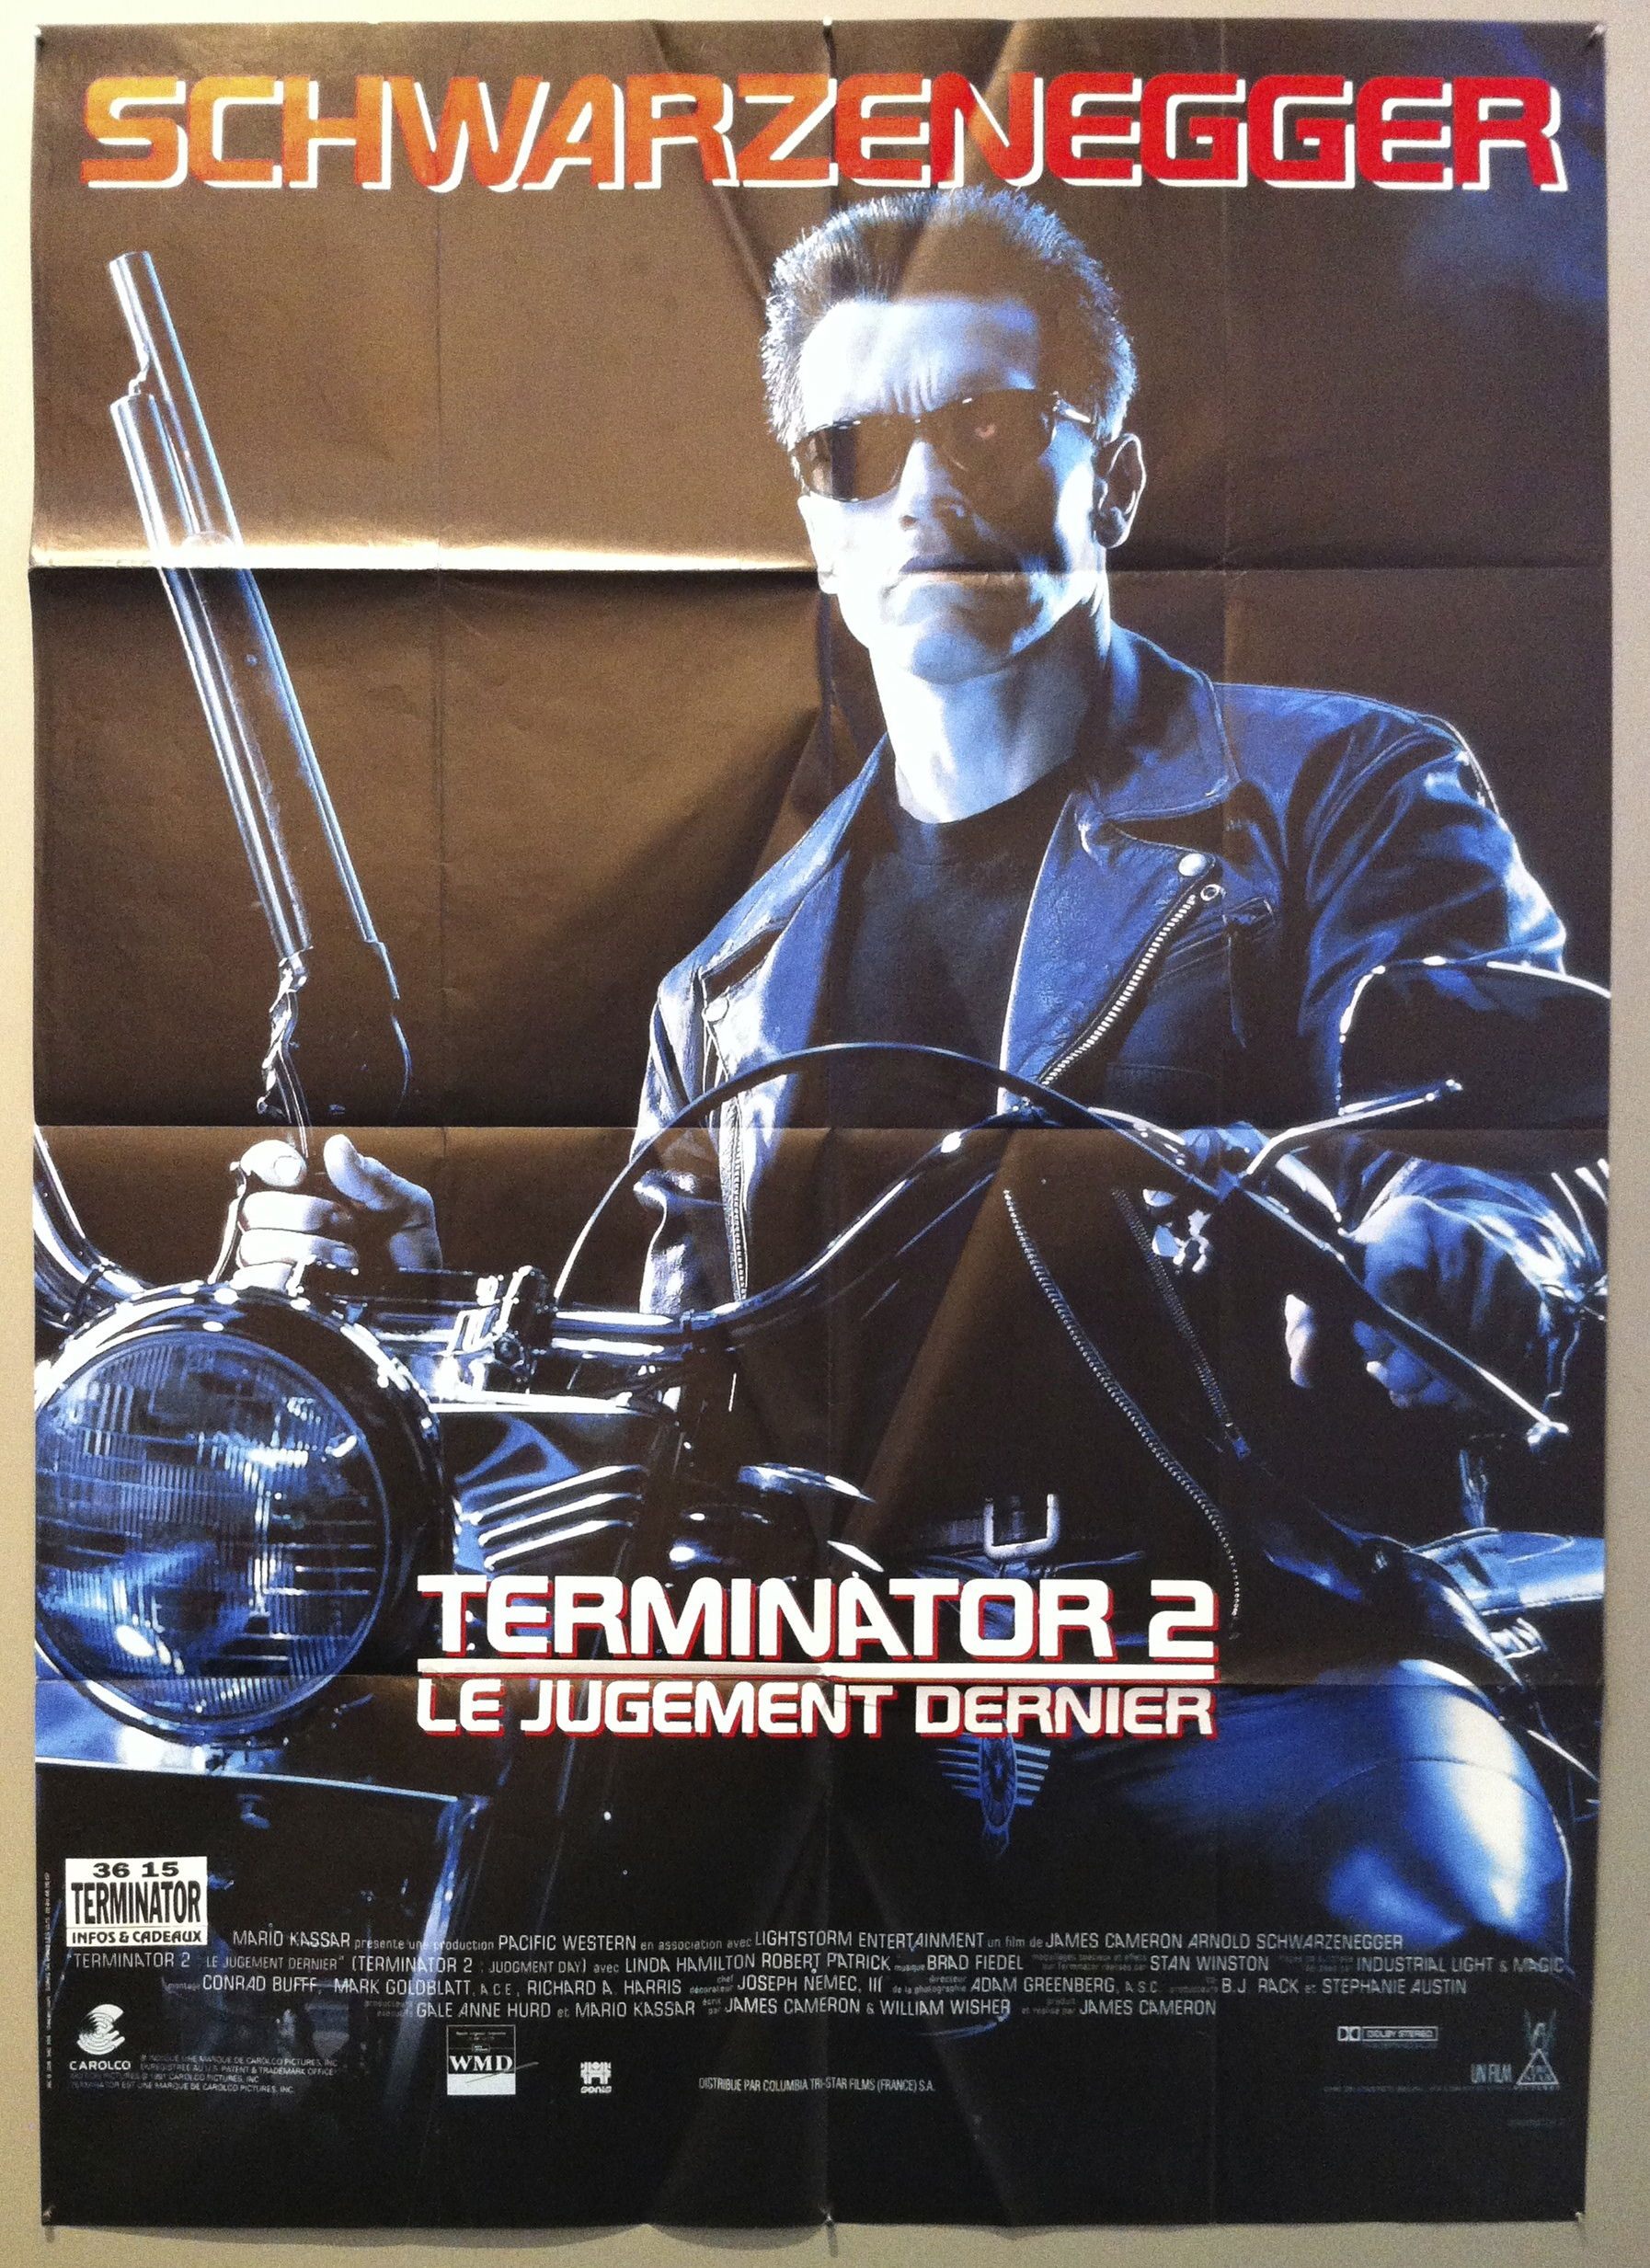 SCHWARZENEGGER
TERMINATOR 2
LE JUGEMENT DERNIER
36 15
TERMINATOR
INFOS & CADEAUX
MARIO KASSAR présente une production PACIFIC WESTERN en association avec LIGHTSTORM ENTERTAINMENT un film de JAMES CAMERON ARNOLD SCHWARZENEGGER
"TERMINATOR 2 LE JUGEMENT DERNIER" (TERMINATOR 2 : JUDGMENT DAY) avec LINDA HAMILTON ROBERT PATRICK musique BRAD FIEDEL STAN WINSTON INDUSTRIAL LIGHT & MAGIC
montage CONRAD BUFF, MARK GOLDBLATT, A.C.E., RICHARD A. HARRIS chef décorateur JOSEPH NEMEC, III directeur de la photographie ADAM GREENBERG, A.S.C. B.J. RACK et STEPHANIE AUSTIN
GALE ANNE HURD et MARIO KASSAR écrit par JAMES CAMERON & WILLIAM WISHER produit et réalisé par JAMES CAMERON
CAROLCO
WMD
DISTRIBUE PAR COLUMBIA TRI-STAR FILMS (FRANCE) S.A.
DOLBY STEREO
UN FILM TRI STAR